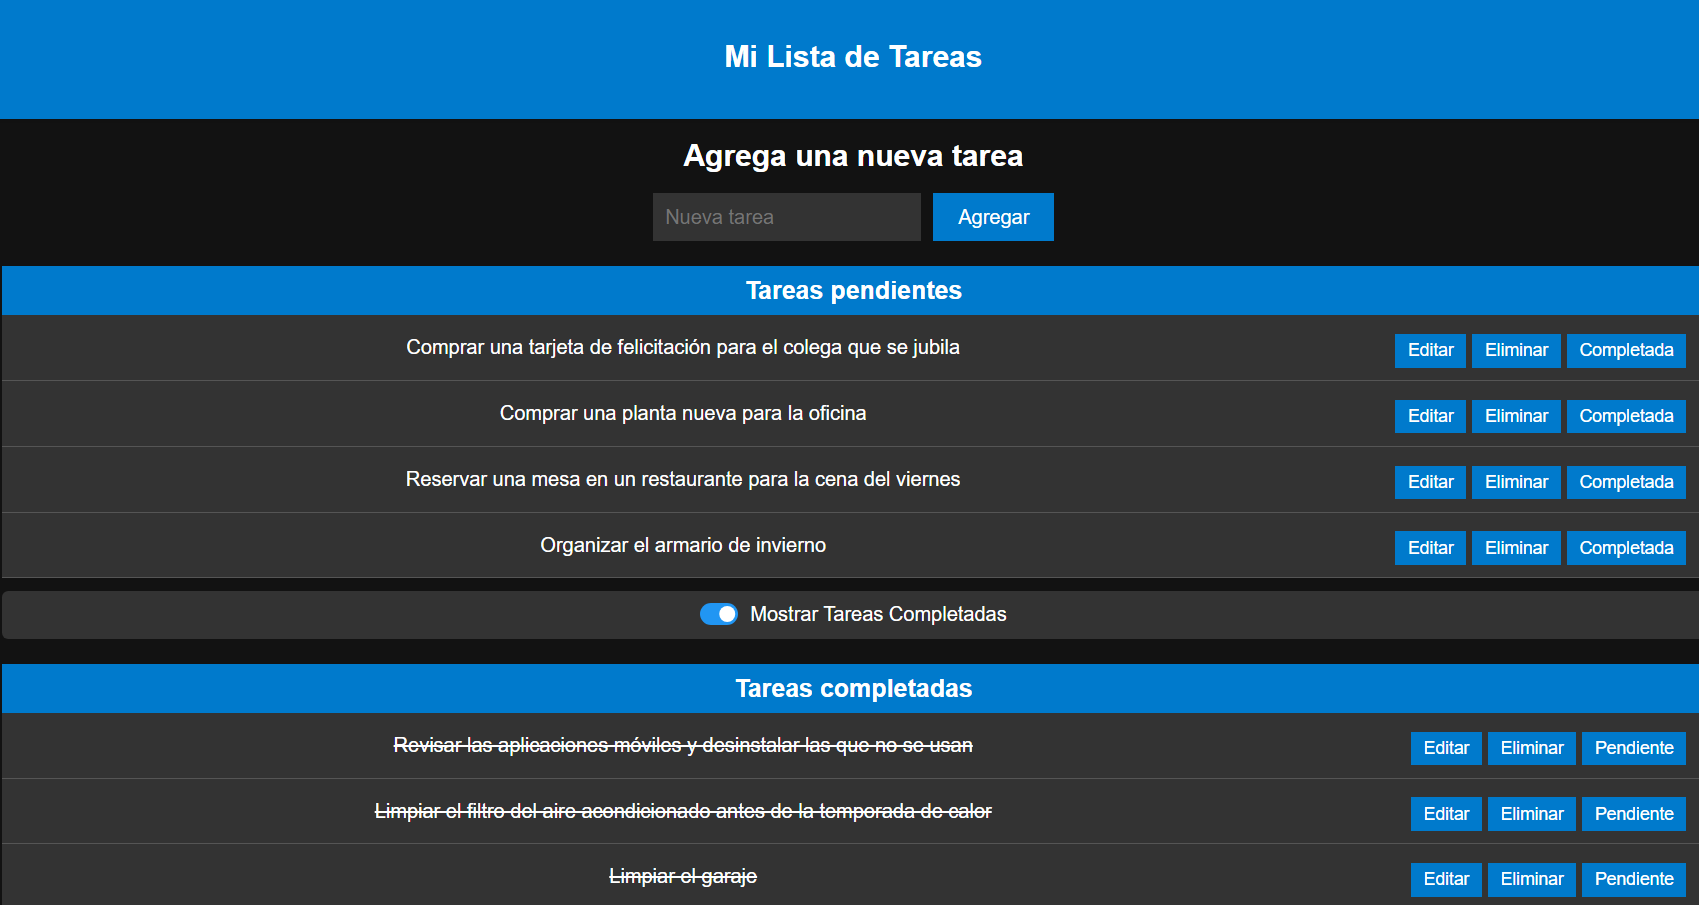 Mi Lista de Tareas
Agrega una nueva tarea
Nueva tarea Agregar
Tareas pendientes
Comprar una tarjeta de felicitación para el colega que se jubila Editar Eliminar Completada
Comprar una planta nueva para la oficina Editar Eliminar Completada
Reservar una mesa en un restaurante para la cena del viernes Editar Eliminar Completada
Organizar el armario de invierno Editar Eliminar Completada
Mostrar Tareas Completadas
Tareas completadas
Revisar las aplicaciones móviles y desinstalar las que no se usan Editar Eliminar Pendiente
Limpiar el filtro del aire acondicionado antes de la temporada de calor Editar Eliminar Pendiente
Limpiar el garaje Editar Eliminar Pendiente